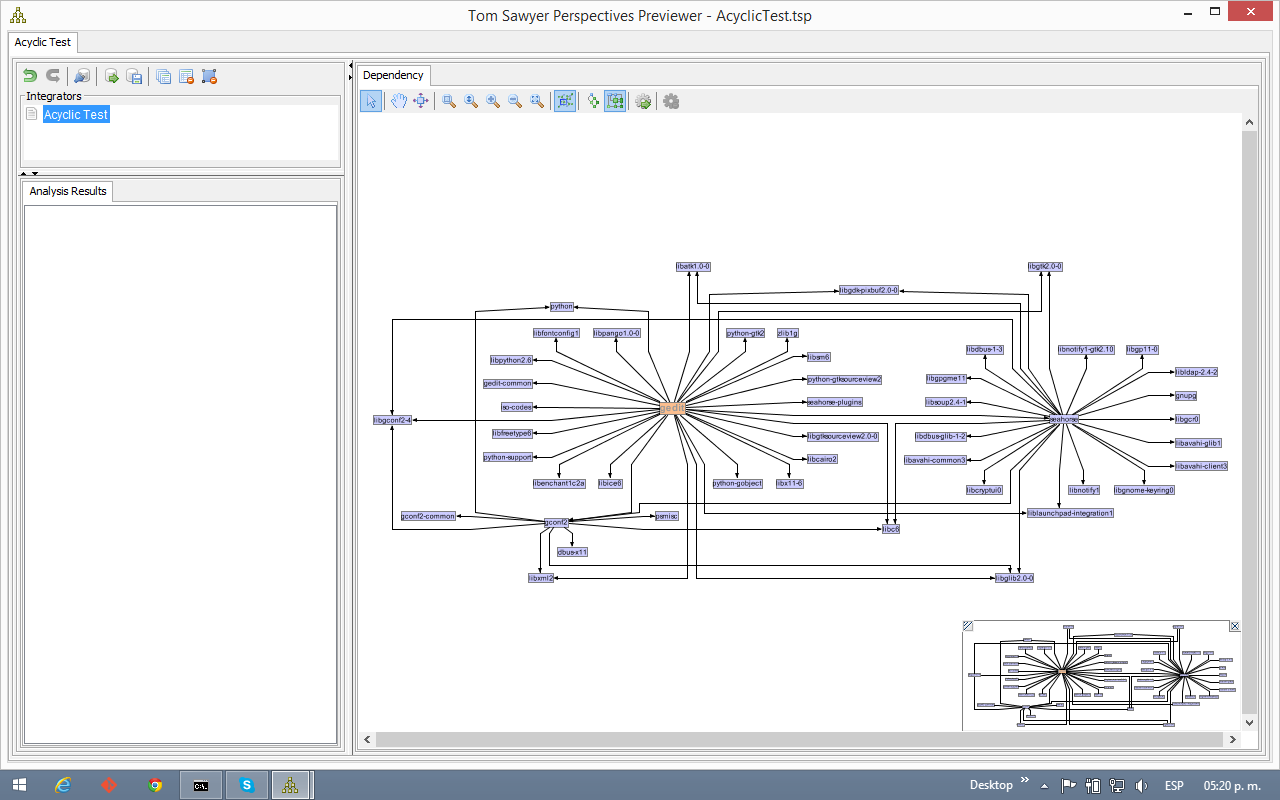 Tom Sawyer Perspectives Previewer - AcyclicTest.tsp
Acyclic Test
Integrators
Acyclic Test
Analysis Results
Dependency
libatk1.0-0
libgtk2.0-0
libgdk-pixbuf2.0-0
python
libfontconfig1
libpango1.0-0
python-gtk2
zlib1g
libpython2.6
libsm6
libdbus-1-3
libnotify1-gtk2.10
libgp11-0
gedit-common
python-gtksourceview2
libgpgme11
libldap-2.4-2
iso-codes
gedit
seahorse-plugins
libsoup2.4-1
gnupg
libgconf2-4
seahorse
libgcr0
libfreetype6
libgtksourceview2.0-0
libdbus-glib-1-2
libavahi-glib1
python-support
libcairo2
libavahi-common3
libavahi-client3
libenchant1c2a
libice6
python-gobject
libx11-6
libcryptui0
libnotify1
libgnome-keyring0
gconf2-common
gconf2
psmisc
libc6
liblaunchpad-integration1
dbus-x11
libxml2
libglib2.0-0
Desktop
ESP
05:20 p. m.